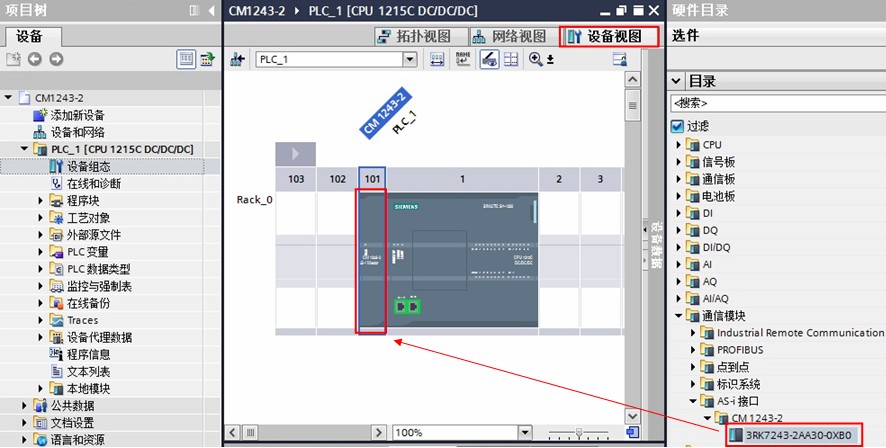 项目树
设备
CM1243-2
添加新设备
设备和网络
PLC_1 [CPU 1215C DC/DC/DC]
设备组态
在线和诊断
程序块
工艺对象
外部源文件
PLC 变量
PLC 数据类型
监控与强制表
在线备份
Traces
设备代理数据
程序信息
文本列表
本地模块
公共数据
文档设置
语言和资源
CM1243-2 ▸ PLC_1 [CPU 1215C DC/DC/DC]
拓扑视图
网络视图
设备视图
PLC_1
CM 1243-2
PLC_1
103
102
101
1
2
3
Rack_0
SIEMENS
100%
设备数据
硬件目录
选件
目录
<搜索>
过滤
CPU
信号板
通信板
电池板
DI
DQ
DI/DQ
AI
AQ
AI/AQ
通信模块
Industrial Remote Communication
PROFIBUS
点到点
标识系统
AS-i 接口
CM 1243-2
3RK7243-2AA30-0XB0